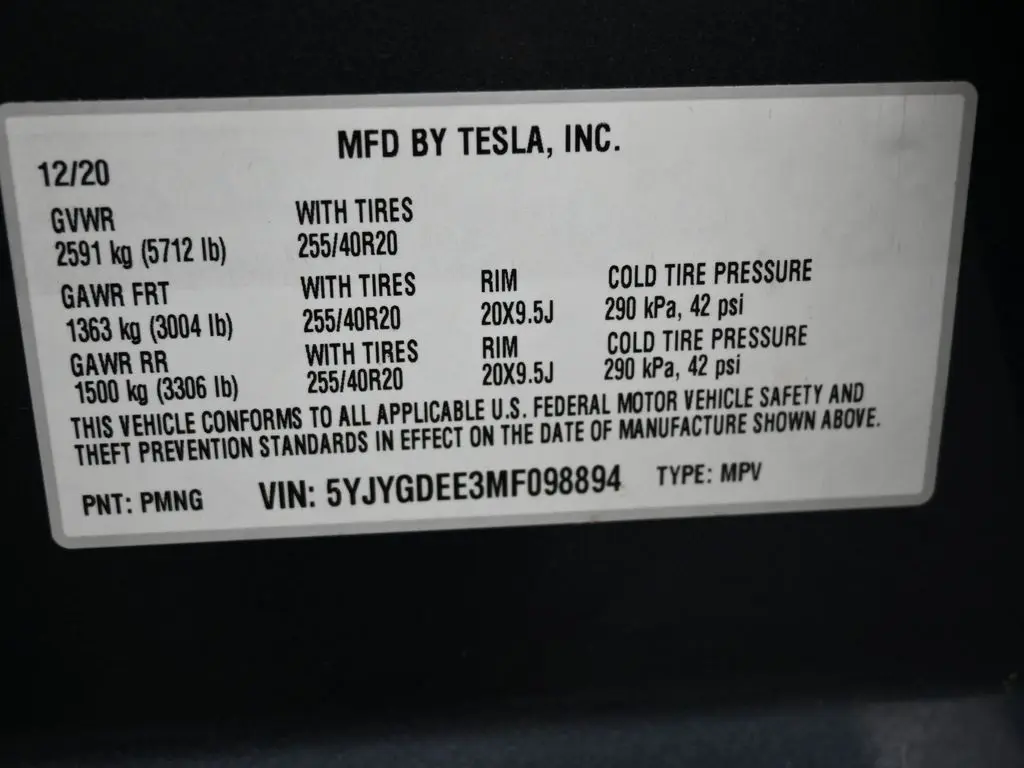 MFD BY TESLA, INC.
12/20
GVWR WITH TIRES
2591 kg (5712 lb) 255/40R20
GAWR FRT WITH TIRES RIM COLD TIRE PRESSURE
1363 kg (3004 lb) 255/40R20 20X9.5J 290 kPa, 42 psi
GAWR RR WITH TIRES RIM COLD TIRE PRESSURE
1500 kg (3306 lb) 255/40R20 20X9.5J 290 kPa, 42 psi
THIS VEHICLE CONFORMS TO ALL APPLICABLE U.S. FEDERAL MOTOR VEHICLE SAFETY AND
THEFT PREVENTION STANDARDS IN EFFECT ON THE DATE OF MANUFACTURE SHOWN ABOVE.
PNT: PMNG VIN: 5YJYGDEE3MF098894 TYPE: MPV